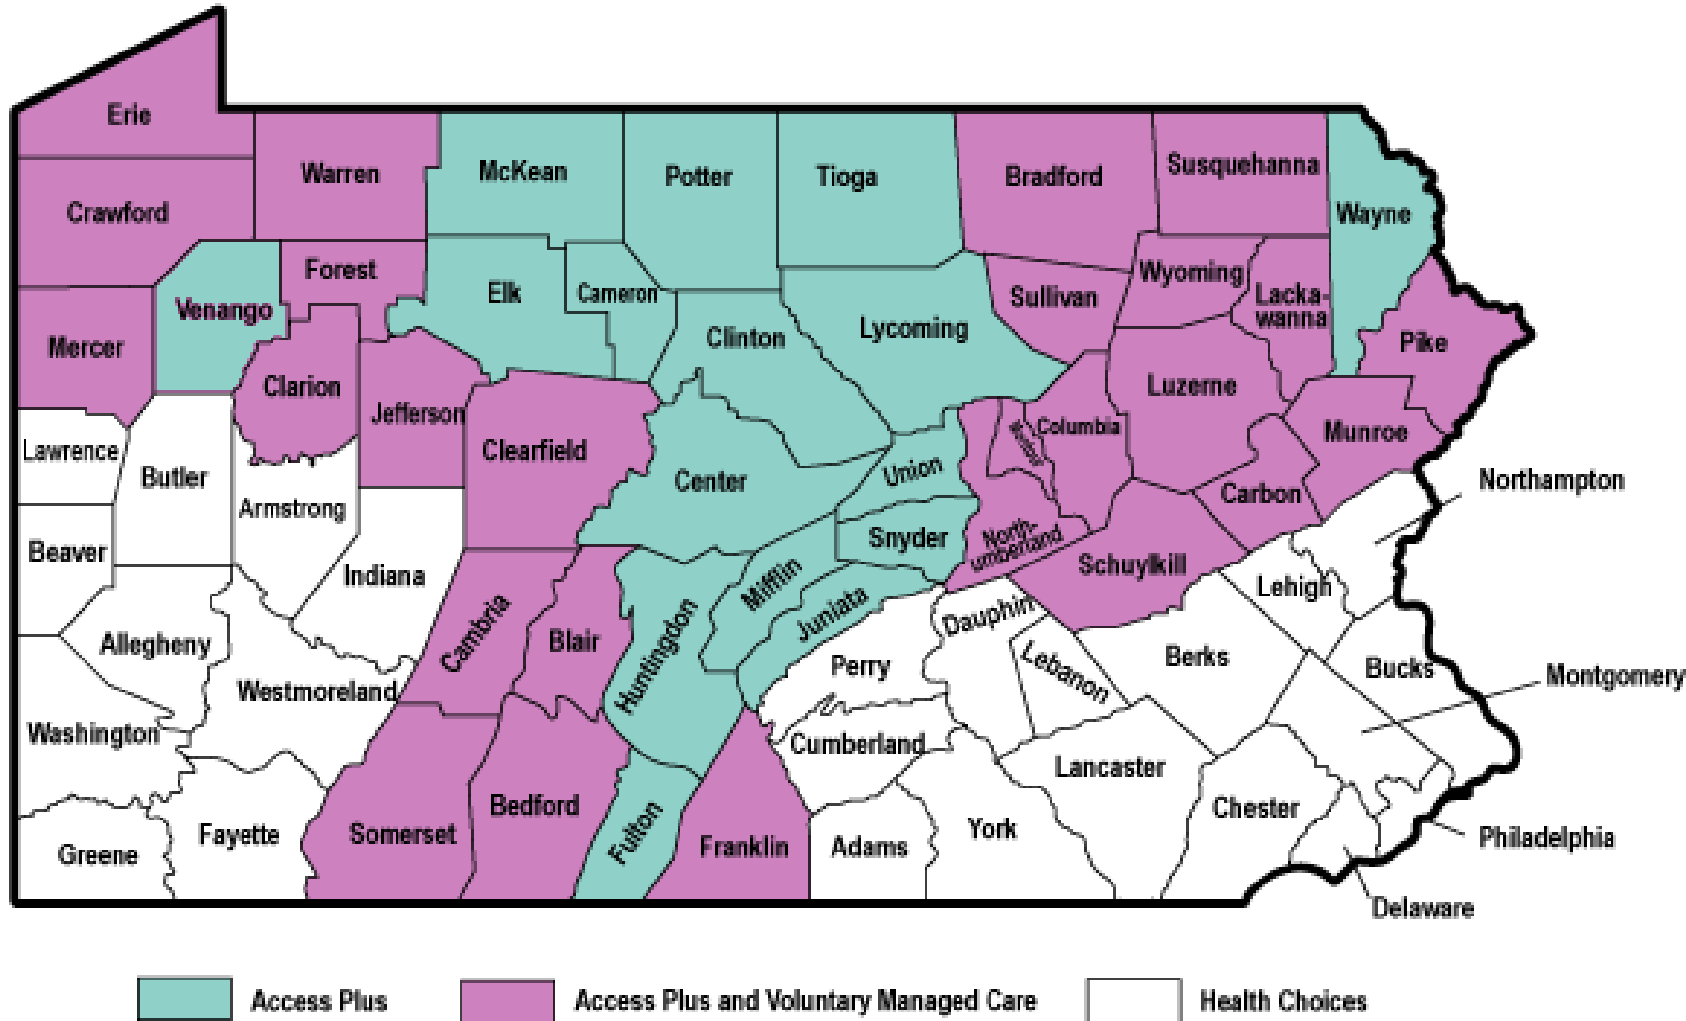 Erie
Warren
McKean
Potter
Tioga
Bradford
Susquehanna
Wayne
Crawford
Forest
Venango
Elk
Cameron
Clinton
Lycoming
Sullivan
Wyoming
Lacka-
wanna
Pike
Mercer
Clarion
Jefferson
Clearfield
Center
Union
Columbia
Luzerne
Munroe
Lawrence
Butler
Armstrong
Snyder
North-
umberland
Carbon
Northampton
Beaver
Indiana
Mifflin
Juniata
Schuylkill
Lehigh
Allegheny
Cambria
Blair
Huntingdon
Perry
Dauphin
Lebanon
Berks
Bucks
Montgomery
Westmoreland
Washington
Cumberland
Lancaster
Chester
Greene
Fayette
Somerset
Bedford
Fulton
Franklin
Adams
York
Philadelphia
Delaware
Access Plus
Access Plus and Voluntary Managed Care
Health Choices